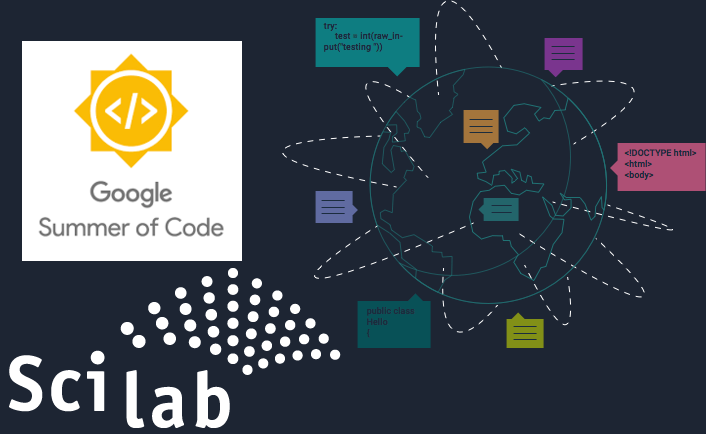 try:
test = int(raw_in-
put("testing "))
</>
Google
Summer of Code
<!DOCTYPE html>
<html>
<body>
public class
Hello
{
Scilab